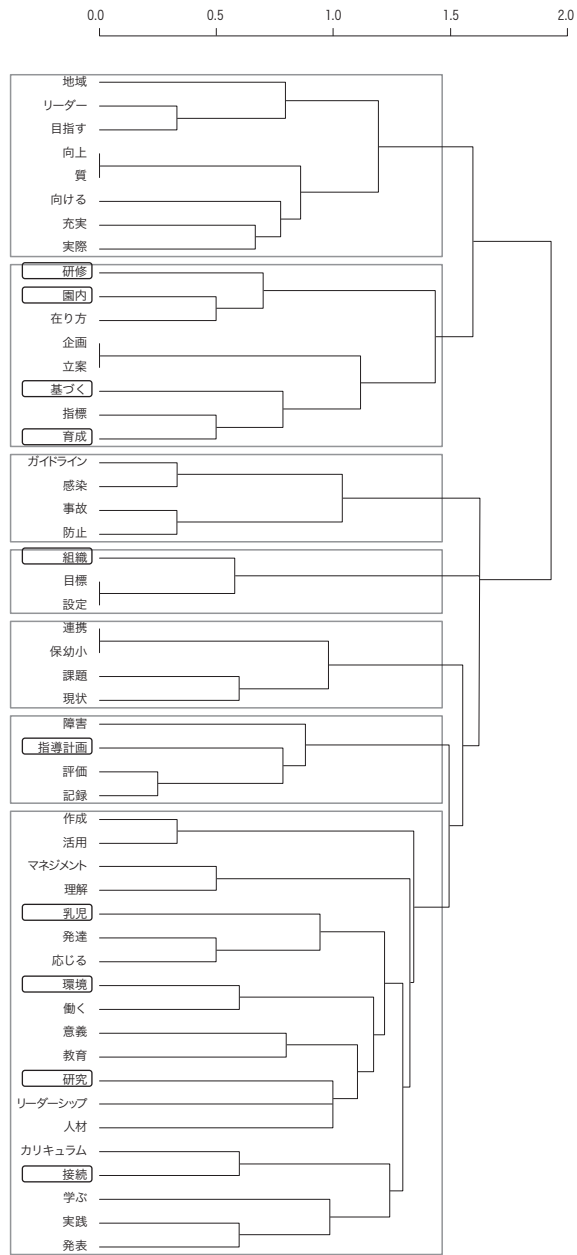 0.0 0.5 1.0 1.5 2.0
地域
リーダー
目指す
向上
質
向ける
充実
実際
研修
園内
在り方
企画
立案
基づく
指標
育成
ガイドライン
感染
事故
防止
組織
目標
設定
連携
保幼小
課題
現状
障害
指導計画
評価
記録
作成
活用
マネジメント
理解
乳児
発達
応じる
環境
働く
意義
教育
研究
リーダーシップ
人材
カリキュラム
接続
学ぶ
実践
発表